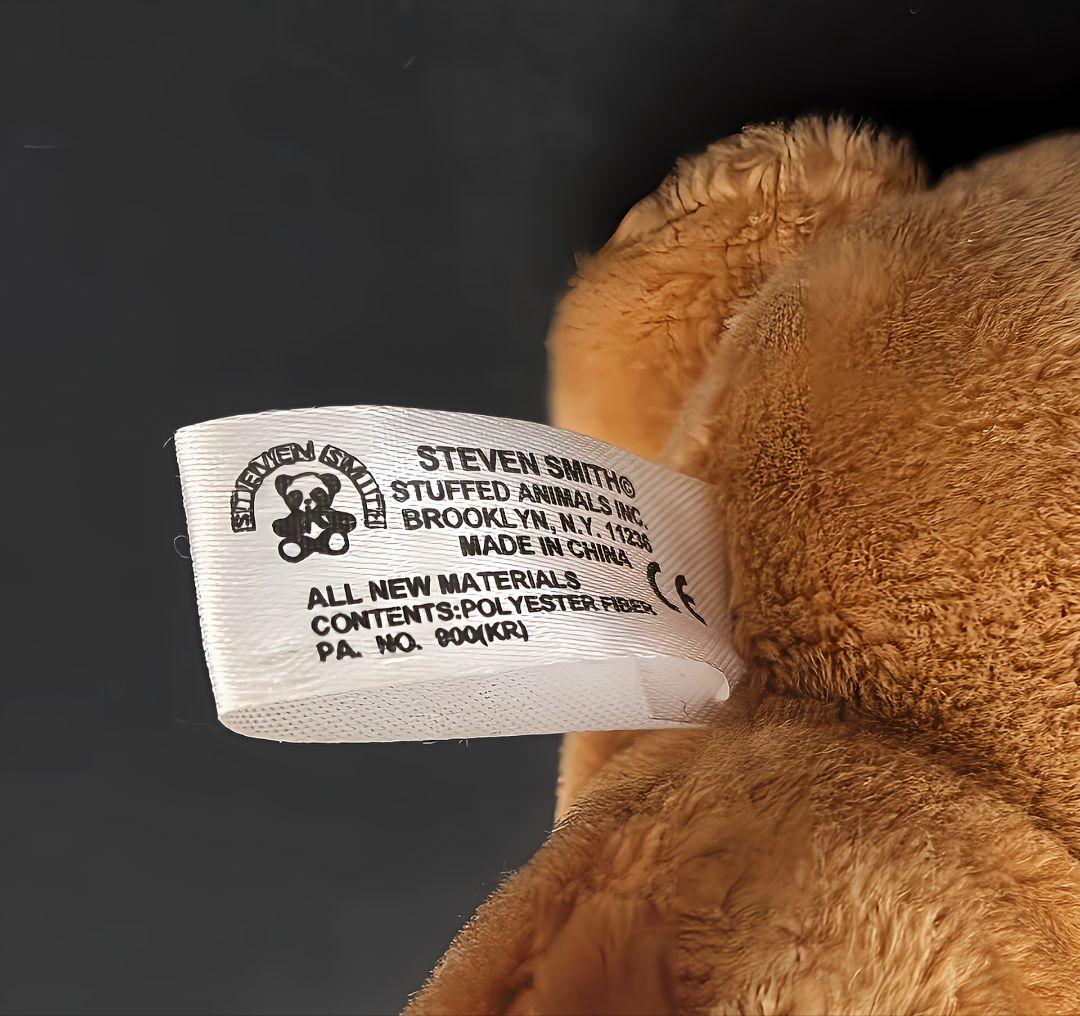 STEVEN SMITH
STEVEN SMITH©
STUFFED ANIMALS INC.
BROOKLYN, N.Y. 11236
MADE IN CHINA
CE
ALL NEW MATERIALS
CONTENTS:POLYESTER FIBER
PA. NO. 900(KR)